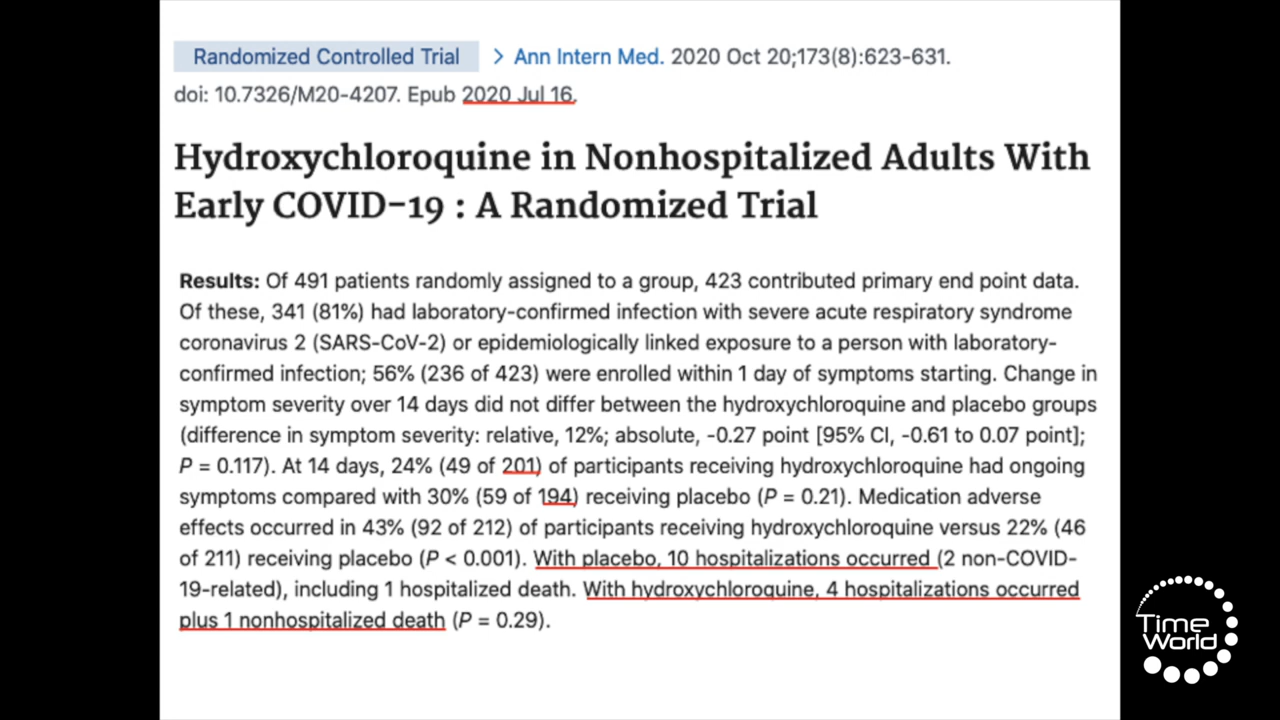 Randomized Controlled Trial > Ann Intern Med. 2020 Oct 20;173(8):623-631.
doi: 10.7326/M20-4207. Epub 2020 Jul 16.
Hydroxychloroquine in Nonhospitalized Adults With
Early COVID-19 : A Randomized Trial
Results: Of 491 patients randomly assigned to a group, 423 contributed primary end point data.
Of these, 341 (81%) had laboratory-confirmed infection with severe acute respiratory syndrome
coronavirus 2 (SARS-CoV-2) or epidemiologically linked exposure to a person with laboratory-
confirmed infection; 56% (236 of 423) were enrolled within 1 day of symptoms starting. Change in
symptom severity over 14 days did not differ between the hydroxychloroquine and placebo groups
(difference in symptom severity: relative, 12%; absolute, -0.27 point [95% CI, -0.61 to 0.07 point];
P = 0.117). At 14 days, 24% (49 of 201) of participants receiving hydroxychloroquine had ongoing
symptoms compared with 30% (59 of 194) receiving placebo (P = 0.21). Medication adverse
effects occurred in 43% (92 of 212) of participants receiving hydroxychloroquine versus 22% (46
of 211) receiving placebo (P < 0.001). With placebo, 10 hospitalizations occurred (2 non-COVID-
19-related), including 1 hospitalized death. With hydroxychloroquine, 4 hospitalizations occurred
plus 1 nonhospitalized death (P = 0.29).
Time
World